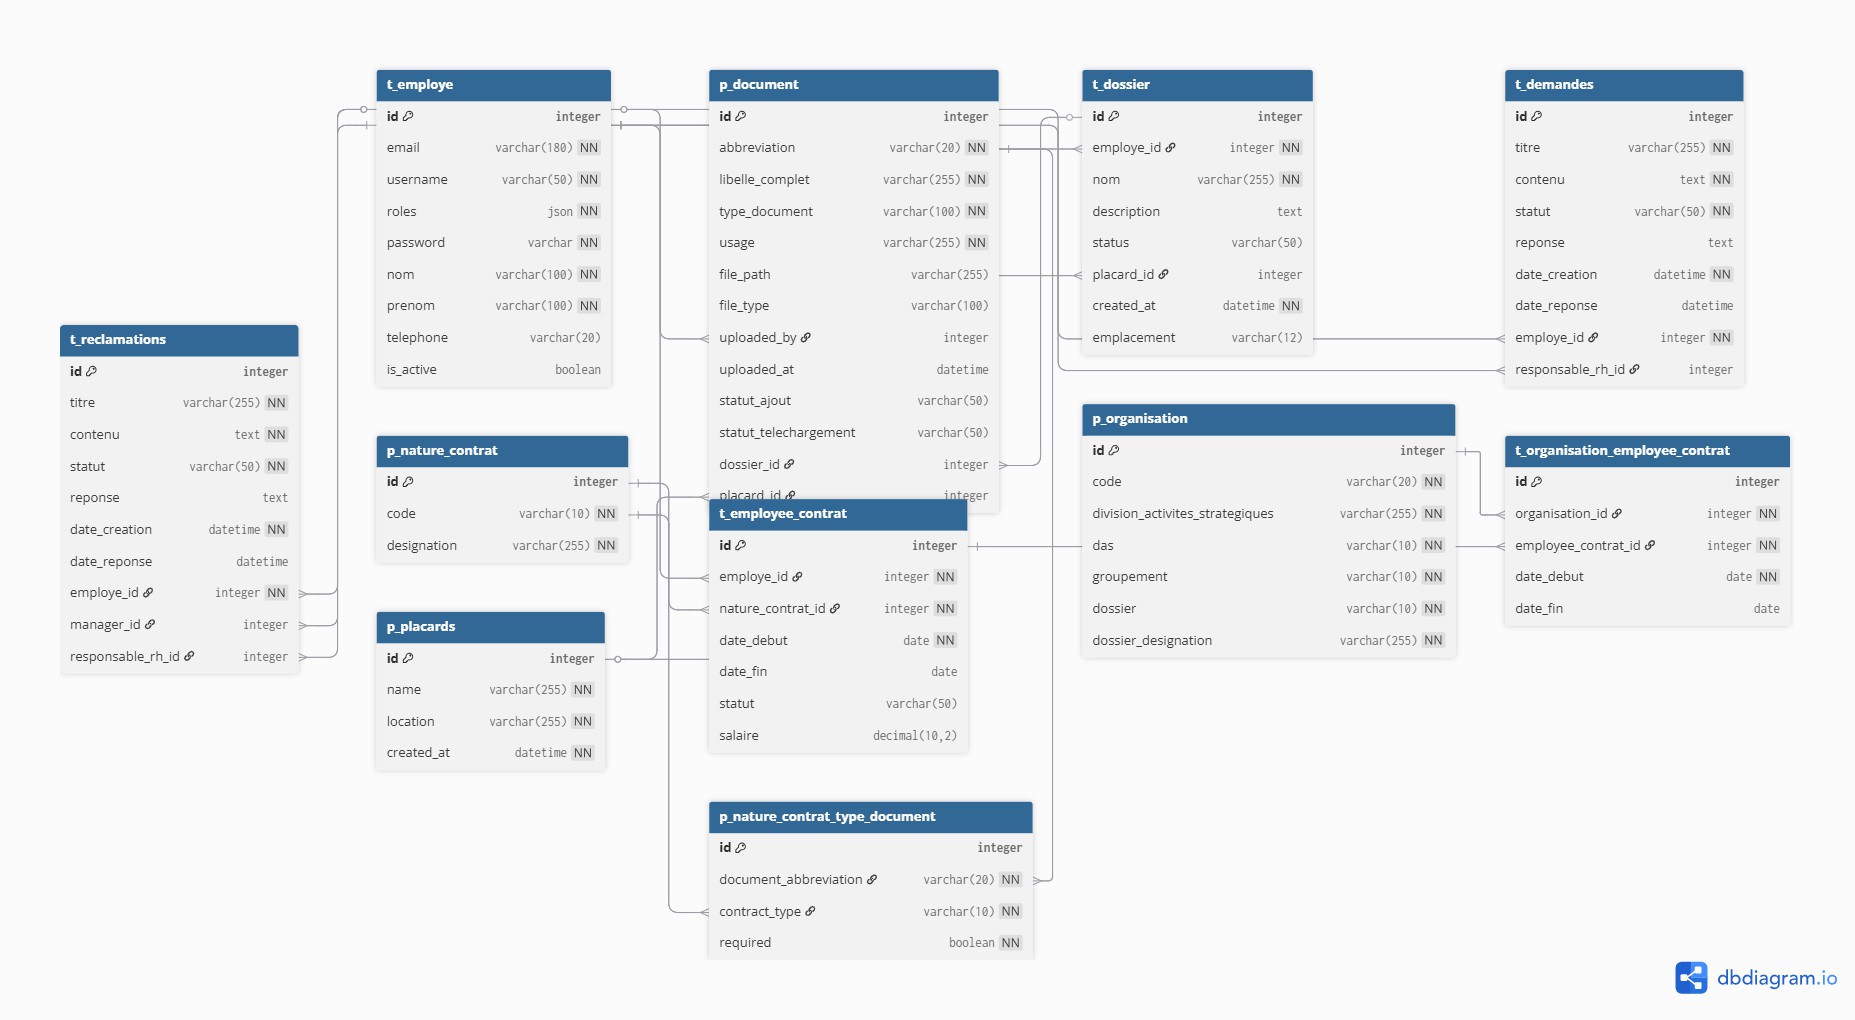 t_employe
id integer
email varchar(180) NN
username varchar(50) NN
roles json NN
password varchar NN
nom varchar(100) NN
prenom varchar(100) NN
telephone varchar(20)
is_active boolean
p_document
id integer
abbreviation varchar(20) NN
libelle_complet varchar(255) NN
type_document varchar(100) NN
usage varchar(255) NN
file_path varchar(255)
file_type varchar(100)
uploaded_by integer
uploaded_at datetime
statut_ajout varchar(50)
statut_telechargement varchar(50)
dossier_id integer
placard_id integer
t_dossier
id integer
employe_id integer NN
nom varchar(255) NN
description text
status varchar(50)
placard_id integer
created_at datetime NN
emplacement varchar(12)
t_demandes
id integer
titre varchar(255) NN
contenu text NN
statut varchar(50) NN
reponse text
date_creation datetime NN
date_reponse datetime
employe_id integer NN
responsable_rh_id integer
t_reclamations
id integer
titre varchar(255) NN
contenu text NN
statut varchar(50) NN
reponse text
date_creation datetime NN
date_reponse datetime
employe_id integer NN
manager_id integer
responsable_rh_id integer
p_nature_contrat
id integer
code varchar(10) NN
designation varchar(255) NN
p_placards
id integer
name varchar(255) NN
location varchar(255) NN
created_at datetime NN
t_employee_contrat
id integer
employe_id integer NN
nature_contrat_id integer NN
date_debut date NN
date_fin date
statut varchar(50)
salaire decimal(10,2)
p_organisation
id integer
code varchar(20) NN
division_activites_strategiques varchar(255) NN
das varchar(10) NN
groupement varchar(10) NN
dossier varchar(10) NN
dossier_designation varchar(255) NN
t_organisation_employee_contrat
id integer
organisation_id integer NN
employee_contrat_id integer NN
date_debut date NN
date_fin date
p_nature_contrat_type_document
id integer
document_abbreviation varchar(20) NN
contract_type varchar(10) NN
required boolean NN
dbdiagram.io